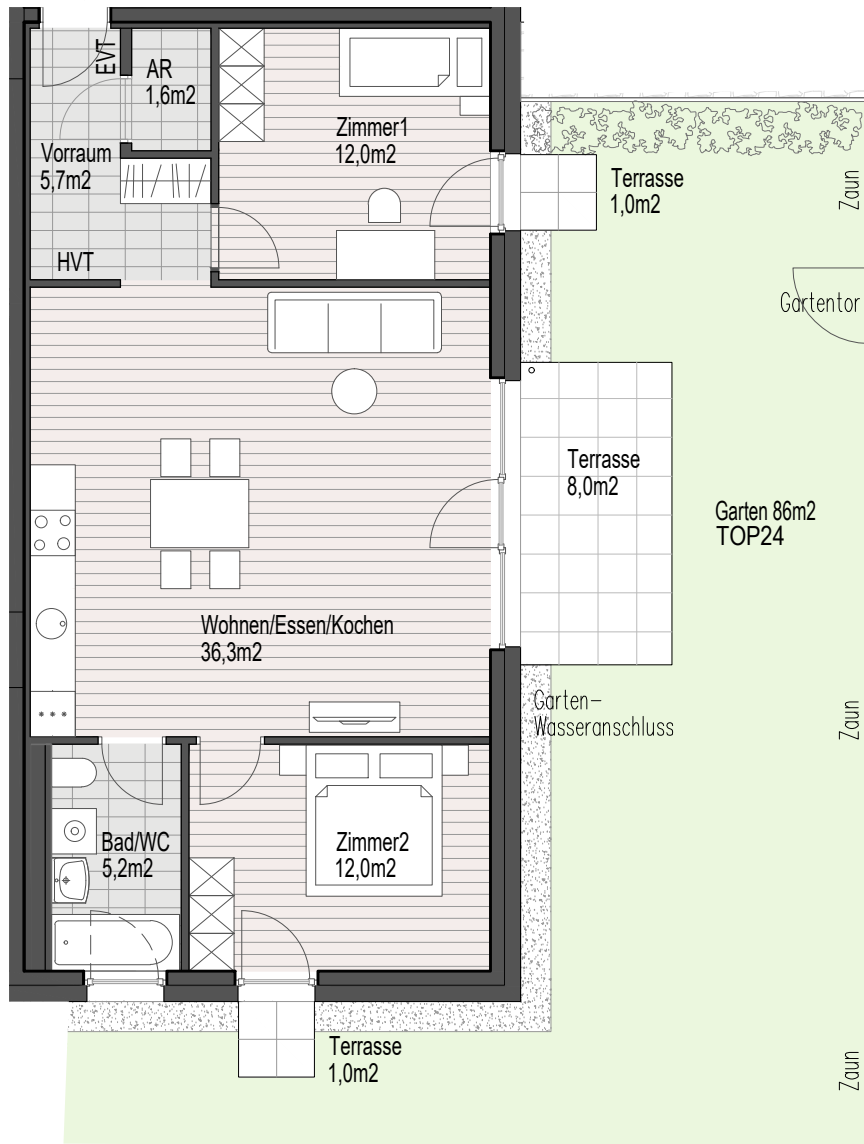 EVT
AR
1,6m2
Vorraum
5,7m2
HVT
Zimmer1
12,0m2
Terrasse
1,0m2
Zaun
Gartentor
Terrasse
8,0m2
Garten 86m2
TOP24
Wohnen/Essen/Kochen
36,3m2
Garten-
Wasseranschluss
Zaun
Bad/WC
5,2m2
Zimmer2
12,0m2
Terrasse
1,0m2
Zaun